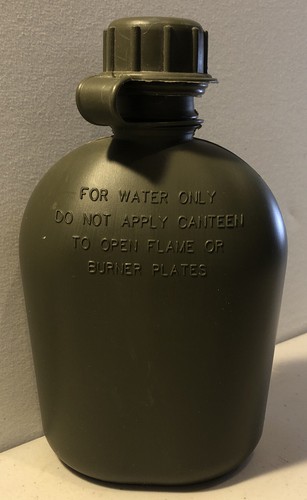 FOR WATER ONLY
DO NOT APPLY CANTEEN
TO OPEN FLAME OR
BURNER PLATES